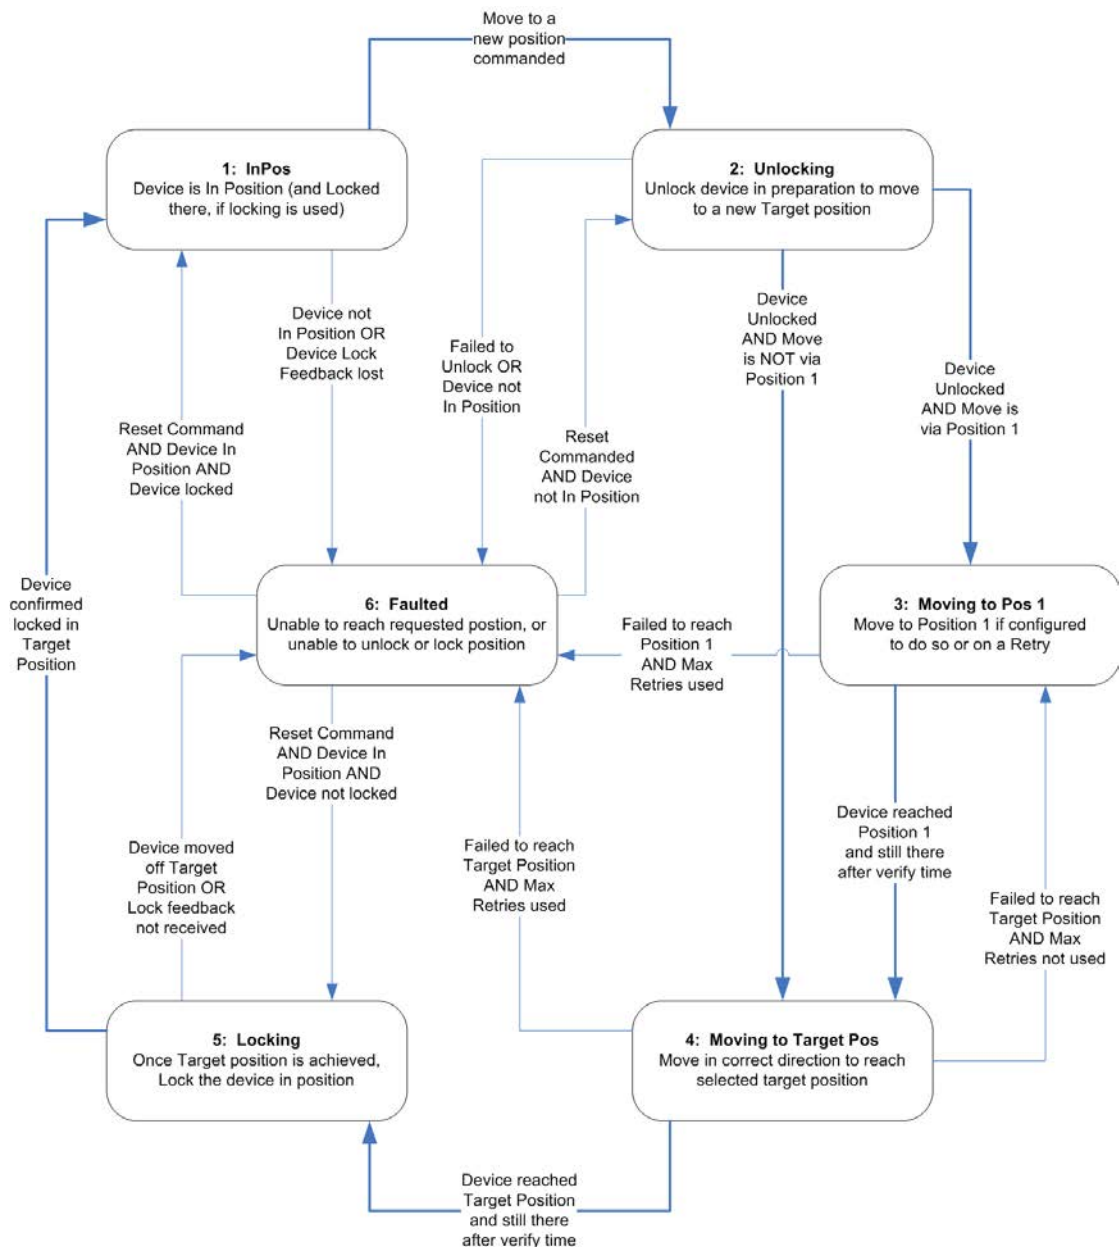 Move to a
new position
commanded
1: InPos
Device is In Position (and Locked
there, if locking is used)
2: Unlocking
Unlock device in preparation to move
to a new Target position
Device not
In Position OR
Device Lock
Feedback lost
Failed to
Unlock OR
Device not
In Position
Device
Unlocked
AND Move
is NOT via
Position 1
Device
Unlocked
AND Move is
via Position 1
Reset Command
AND Device In
Position AND
Device locked
Reset
Commanded
AND Device
not In Position
Device
confirmed
locked in
Target
Position
6: Faulted
Unable to reach requested postion, or
unable to unlock or lock position
Failed to reach
Position 1
AND Max
Retries used
3: Moving to Pos 1
Move to Position 1 if configured
to do so or on a Retry
Reset Command
AND Device In
Position AND
Device not locked
Device moved
off Target
Position OR
Lock feedback
not received
Failed to reach
Target Position
AND Max
Retries used
Device reached
Position 1
and still there
after verify time
Failed to reach
Target Position
AND Max
Retries not used
5: Locking
Once Target position is achieved,
Lock the device in position
4: Moving to Target Pos
Move in correct direction to reach
selected target position
Device reached
Target Position
and still there
after verify time